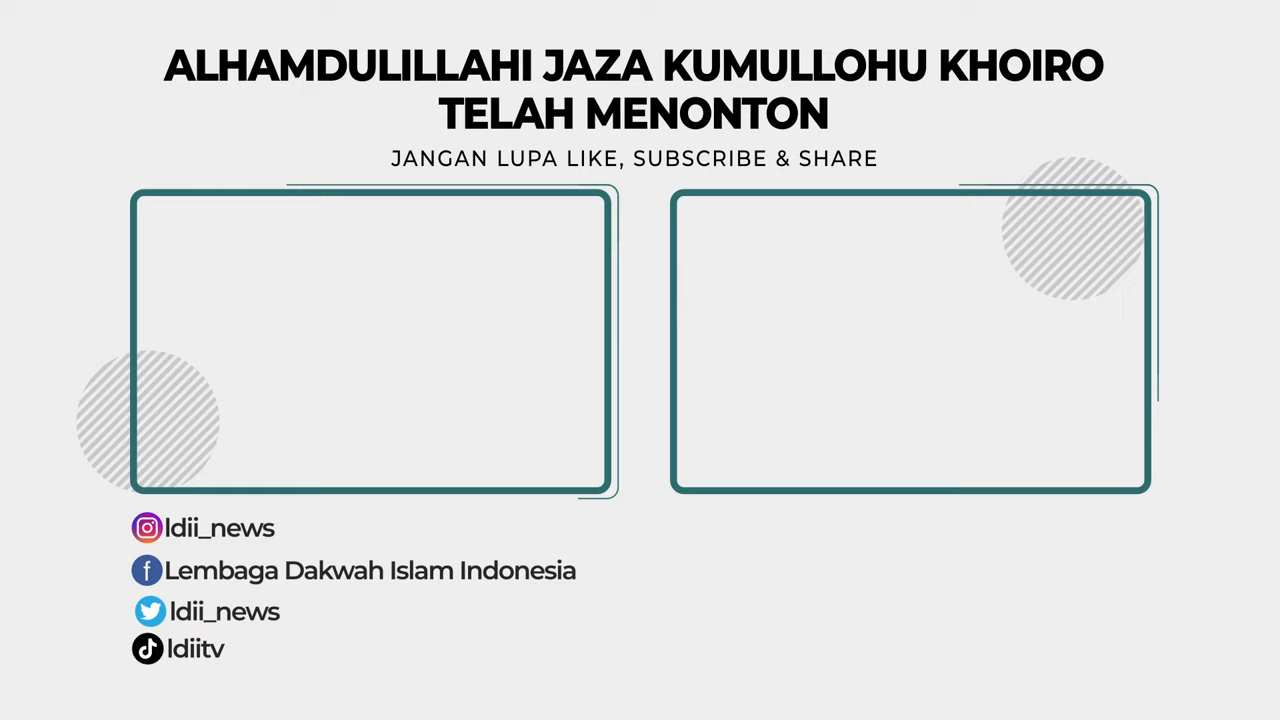 ALHAMDULILLAHI JAZA KUMULLOHU KHOIRO
TELAH MENONTON
JANGAN LUPA LIKE, SUBSCRIBE & SHARE
ldii_news
Lembaga Dakwah Islam Indonesia
ldii_news
ldiitv